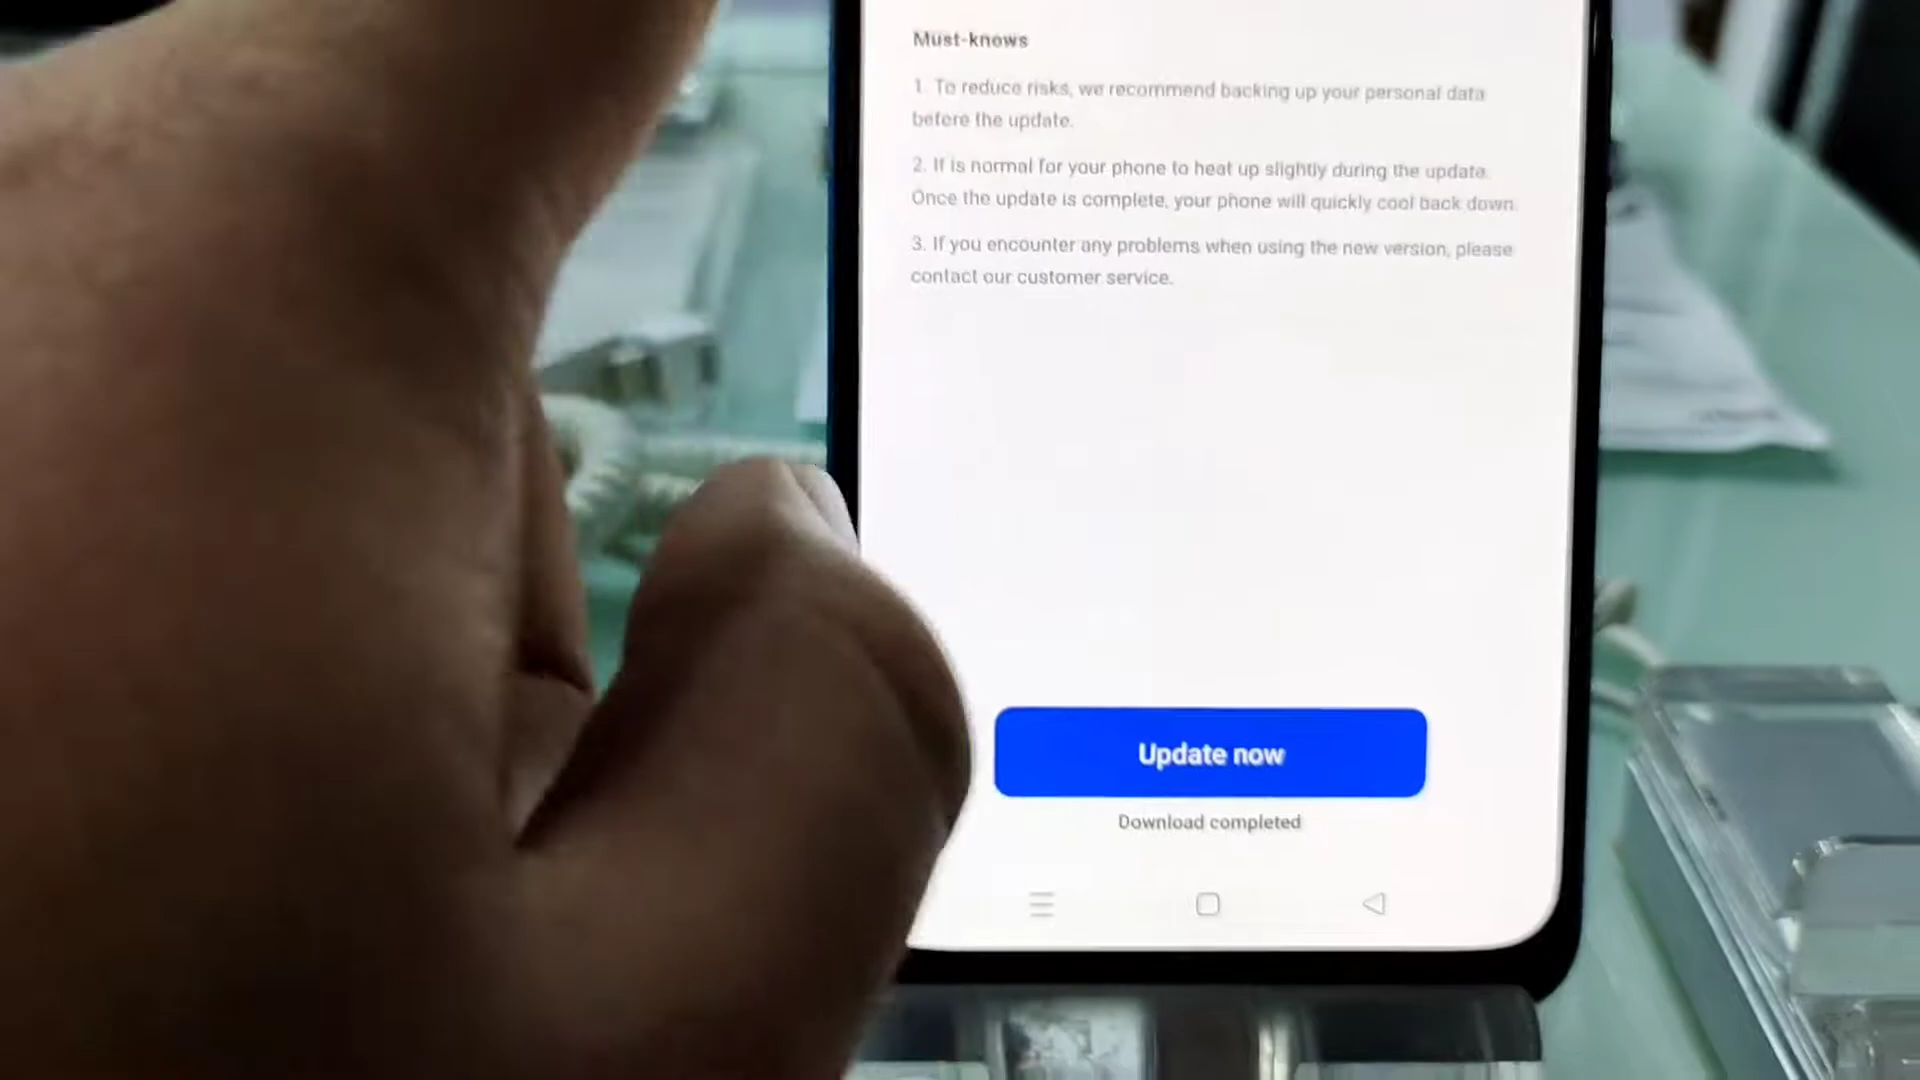 Must-knows
1. To reduce risks, we recommend backing up your personal data
before the update.
2. If is normal for your phone to heat up slightly during the update.
Once the update is complete, your phone will quickly cool back down.
3. If you encounter any problems when using the new version, please
contact our customer service.
Update now
Download completed